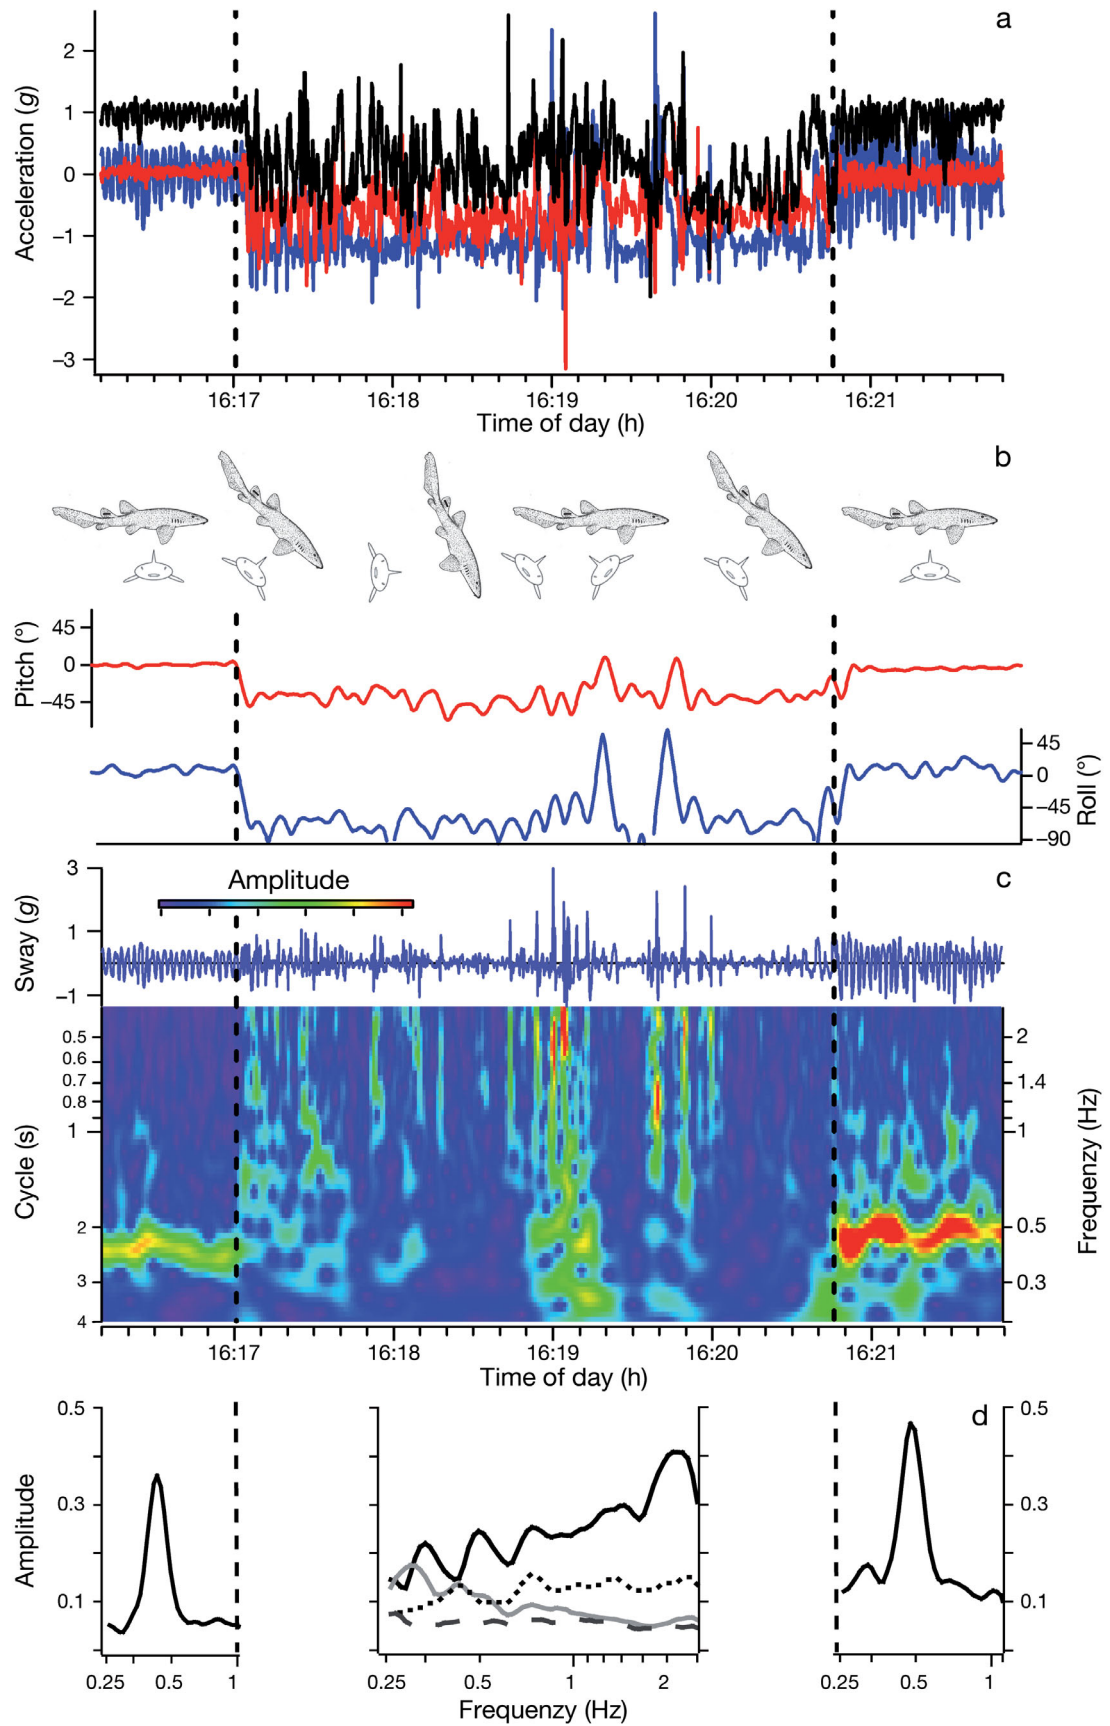 a
Acceleration (g)
2
1
0
–1
–2
–3
16:17 16:18 16:19 16:20 16:21
Time of day (h)
b
Pitch (°)
45
0
–45
Roll (°)
45
0
–45
–90
c
Sway (g)
3
1
–1
Amplitude
Cycle (s)
0.5
0.6
0.7
0.8
1
2
3
4
Frequenzy (Hz)
2
1.4
1
0.5
0.3
16:17 16:18 16:19 16:20 16:21
Time of day (h)
d
Amplitude
0.5
0.3
0.1
0.5
0.3
0.1
0.25 0.5 1
0.25 0.5 1 2
0.25 0.5 1
Frequenzy (Hz)